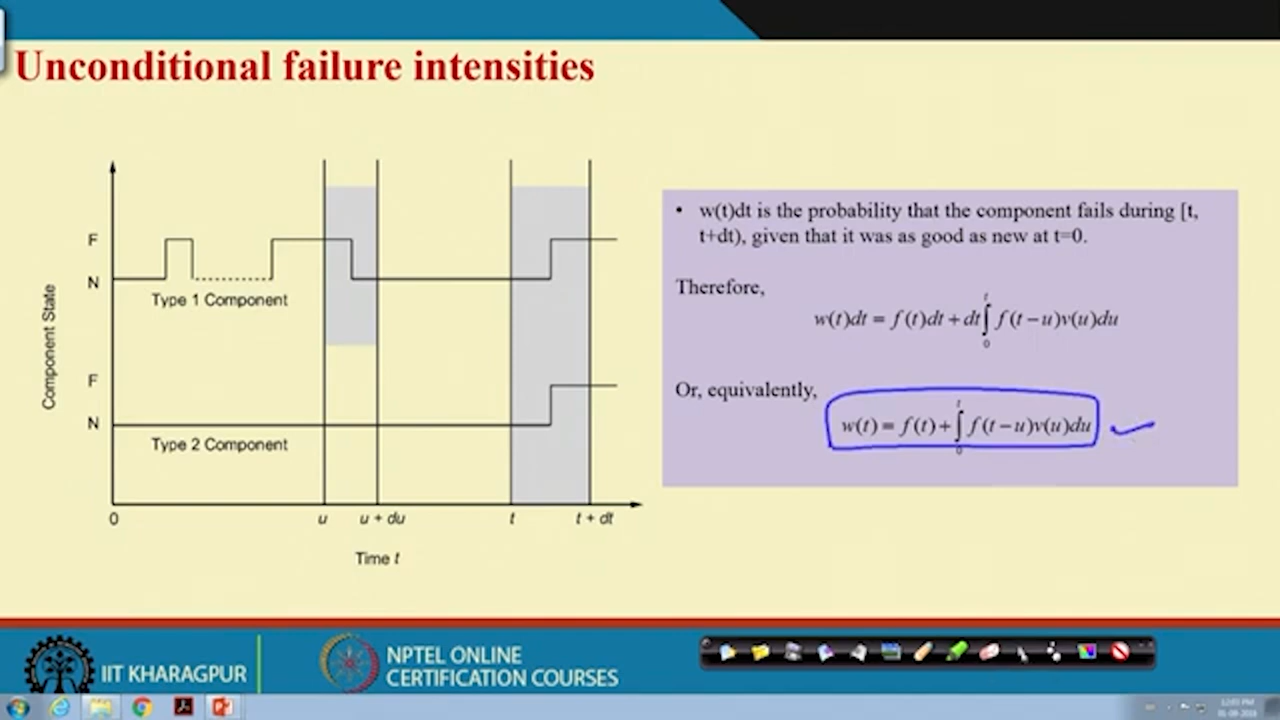 Unconditional failure intensities
F
N
Type 1 Component
F
N
Type 2 Component
Component State
0
u
u + du
t
t + dt
Time t
• w(t)dt is the probability that the component fails during [t,
t+dt), given that it was as good as new at t=0.
Therefore,
w(t)dt = f(t)dt + dt∫₀ᵗ f(t−u)v(u)du
Or, equivalently,
w(t) = f(t)+∫₀ᵗ f(t−u)v(u)du
IIT KHARAGPUR
NPTEL ONLINE
CERTIFICATION COURSES